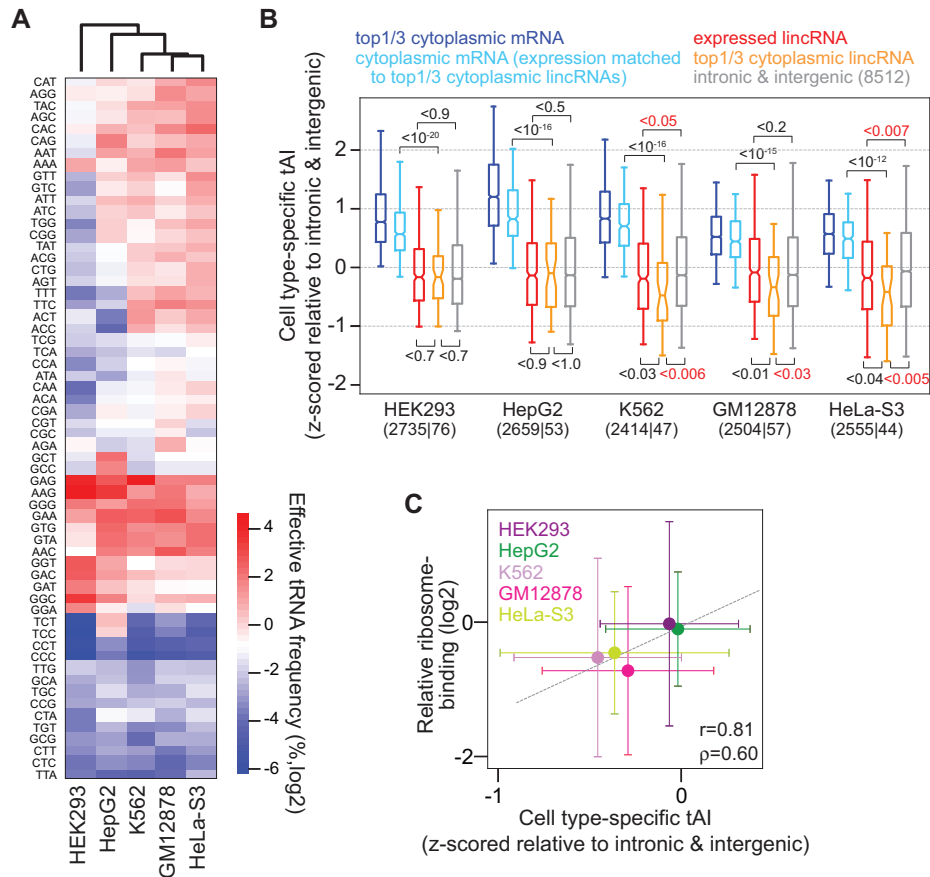 A
CAT
AGG
TAC
AGC
CAC
CAG
AAT
AAA
GTT
GTC
ATT
ATC
TGG
CGG
TAT
ACG
CTG
AGT
TTT
TTC
ACT
ACC
TCG
TCA
CCA
ATA
CAA
ACA
CGA
CGT
CGC
AGA
GCT
GCC
GAG
AAG
GGG
GAA
GTG
GTA
AAC
GGT
GAC
GAT
GGC
GGA
TCT
TCC
CCT
CCC
TTG
GCA
TGC
CCG
CTA
TGT
GCG
CTT
CTC
TTA
HEK293
HepG2
K562
GM12878
HeLa-S3
4
2
0
-2
-4
-6
Effective tRNA frequency (%,log2)
B
top1/3 cytoplasmic mRNA
cytoplasmic mRNA (expression matched
to top1/3 cytoplasmic lincRNAs)
expressed lincRNA
top1/3 cytoplasmic lincRNA
intronic & intergenic (8512)
Cell type-specific tAI
(z-scored relative to intronic & intergenic)
2
1
0
-1
-2
<0.9
<10⁻²⁰
<0.7
<0.7
<0.5
<10⁻¹⁶
<0.9
<1.0
<0.05
<10⁻¹⁶
<0.03
<0.006
<0.2
<10⁻¹⁵
<0.01
<0.03
<0.007
<10⁻¹²
<0.04
<0.005
HEK293
(2735|76)
HepG2
(2659|53)
K562
(2414|47)
GM12878
(2504|57)
HeLa-S3
(2555|44)
C
HEK293
HepG2
K562
GM12878
HeLa-S3
Relative ribosome-
binding (log2)
0
-2
r=0.81
ρ=0.60
-1
0
Cell type-specific tAI
(z-scored relative to intronic & intergenic)